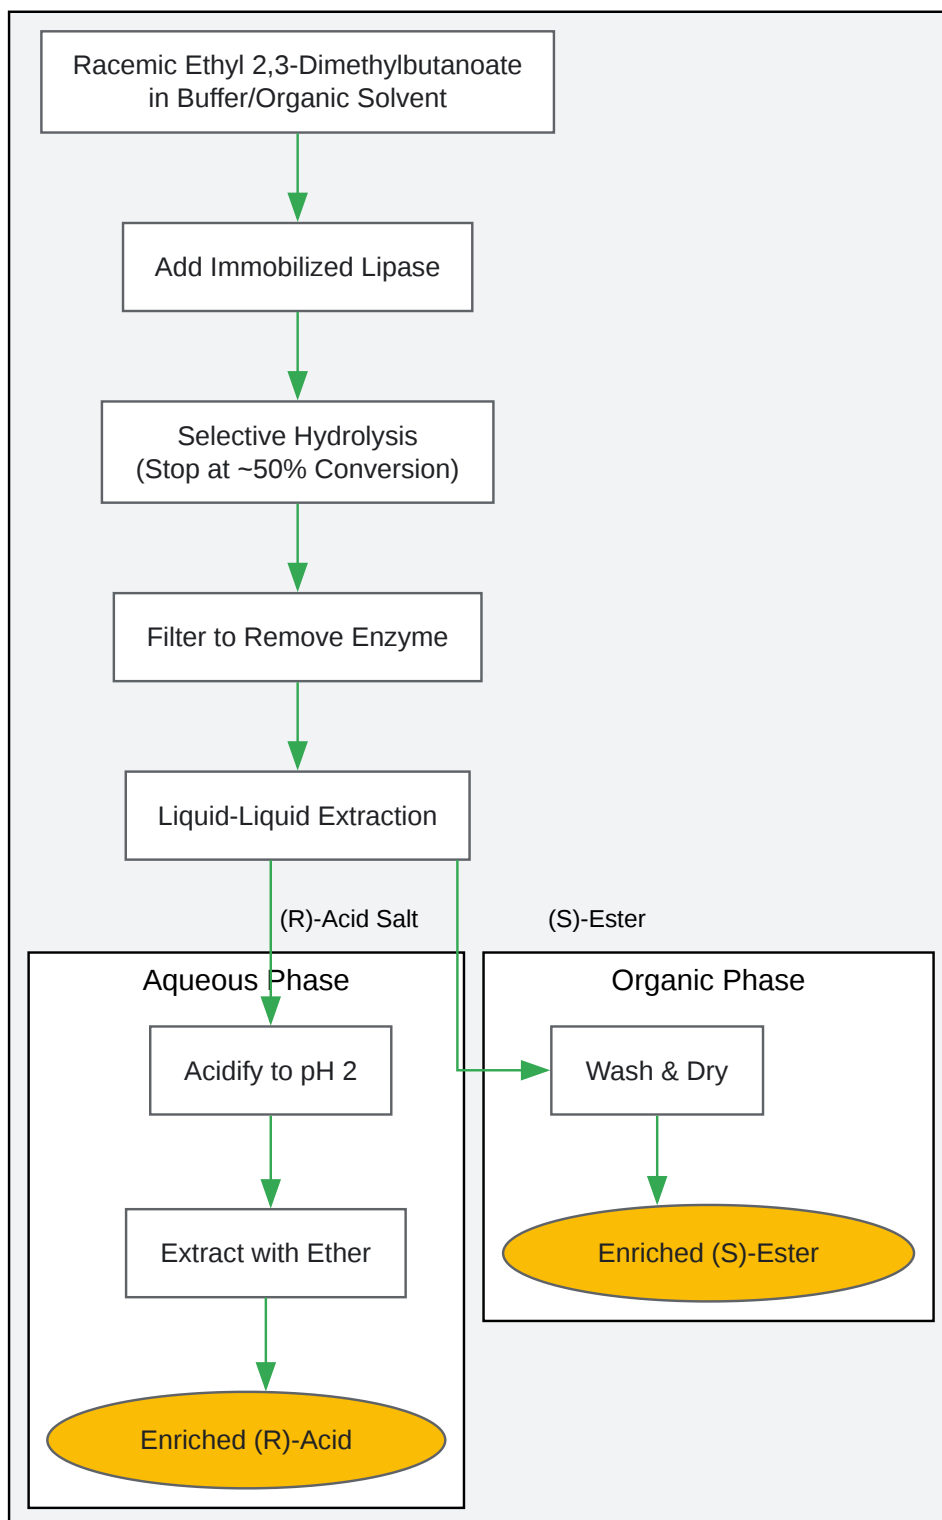 Racemic Ethyl 2,3-Dimethylbutanoate
in Buffer/Organic Solvent
Add Immobilized Lipase
Selective Hydrolysis
(Stop at ~50% Conversion)
Filter to Remove Enzyme
Liquid-Liquid Extraction
(R)-Acid Salt
(S)-Ester
Aqueous Phase
Organic Phase
Acidify to pH 2
Wash & Dry
Extract with Ether
Enriched (S)-Ester
Enriched (R)-Acid